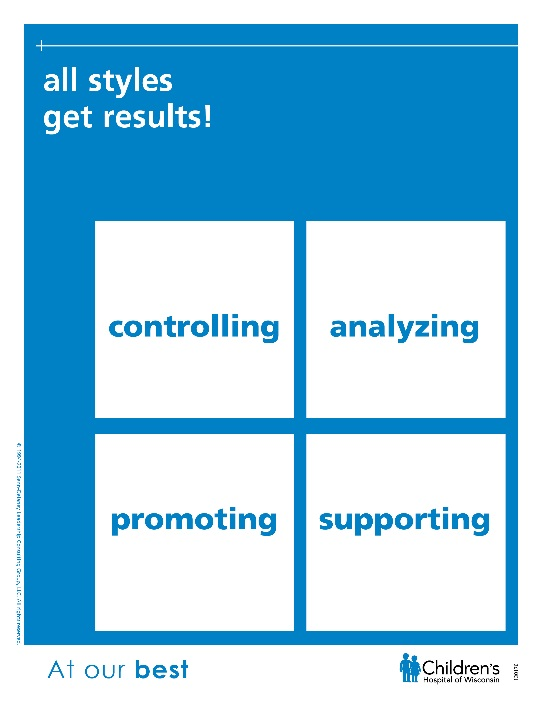 all styles
get results!
controlling
analyzing
promoting
supporting
At our best
Children's
Hospital of Wisconsin